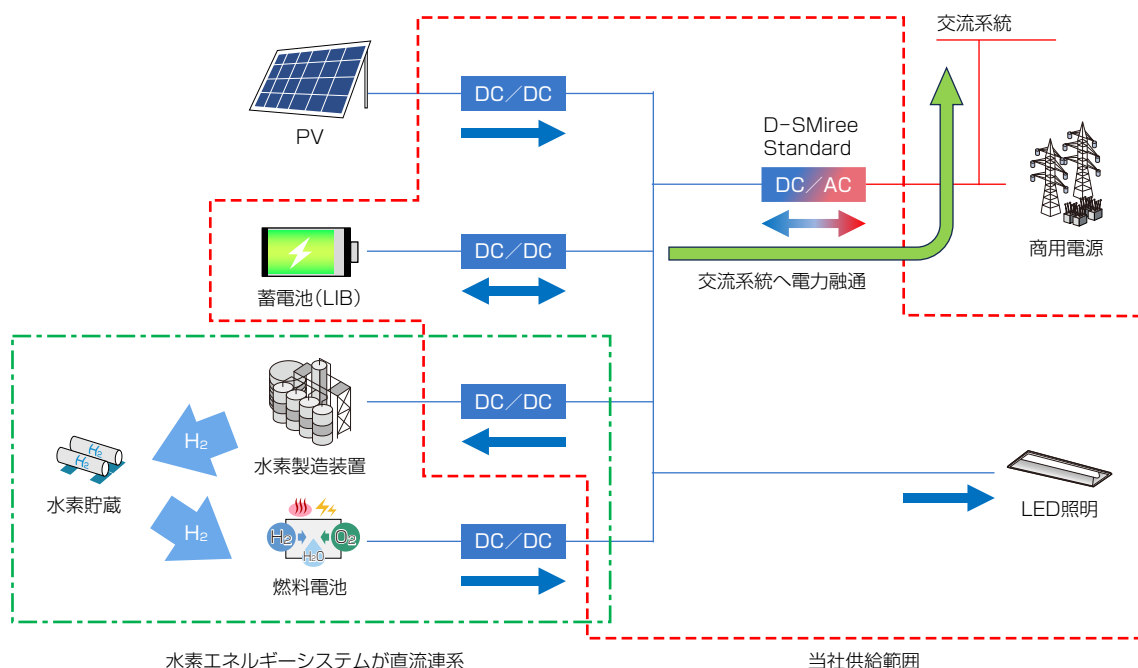 交流系統
DC／DC
PV
D-SMiree
Standard
DC／AC
商用電源
DC／DC
蓄電池(LIB)
交流系統へ電力融通
DC／DC
H₂
水素製造装置
H₂
H₂
水素貯蔵
LED照明
H₂
H₂
O₂
H₂O
DC／DC
燃料電池
水素エネルギーシステムが直流連系
当社供給範囲